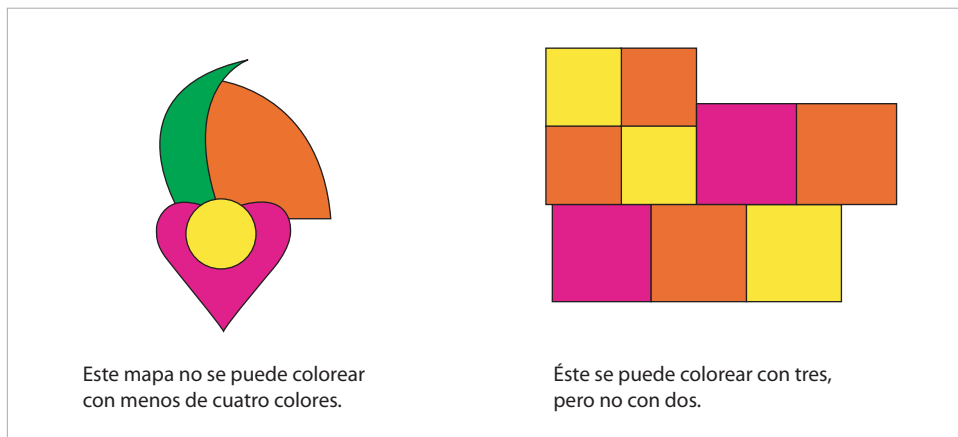 Este mapa no se puede colorear
con menos de cuatro colores.
Éste se puede colorear con tres,
pero no con dos.